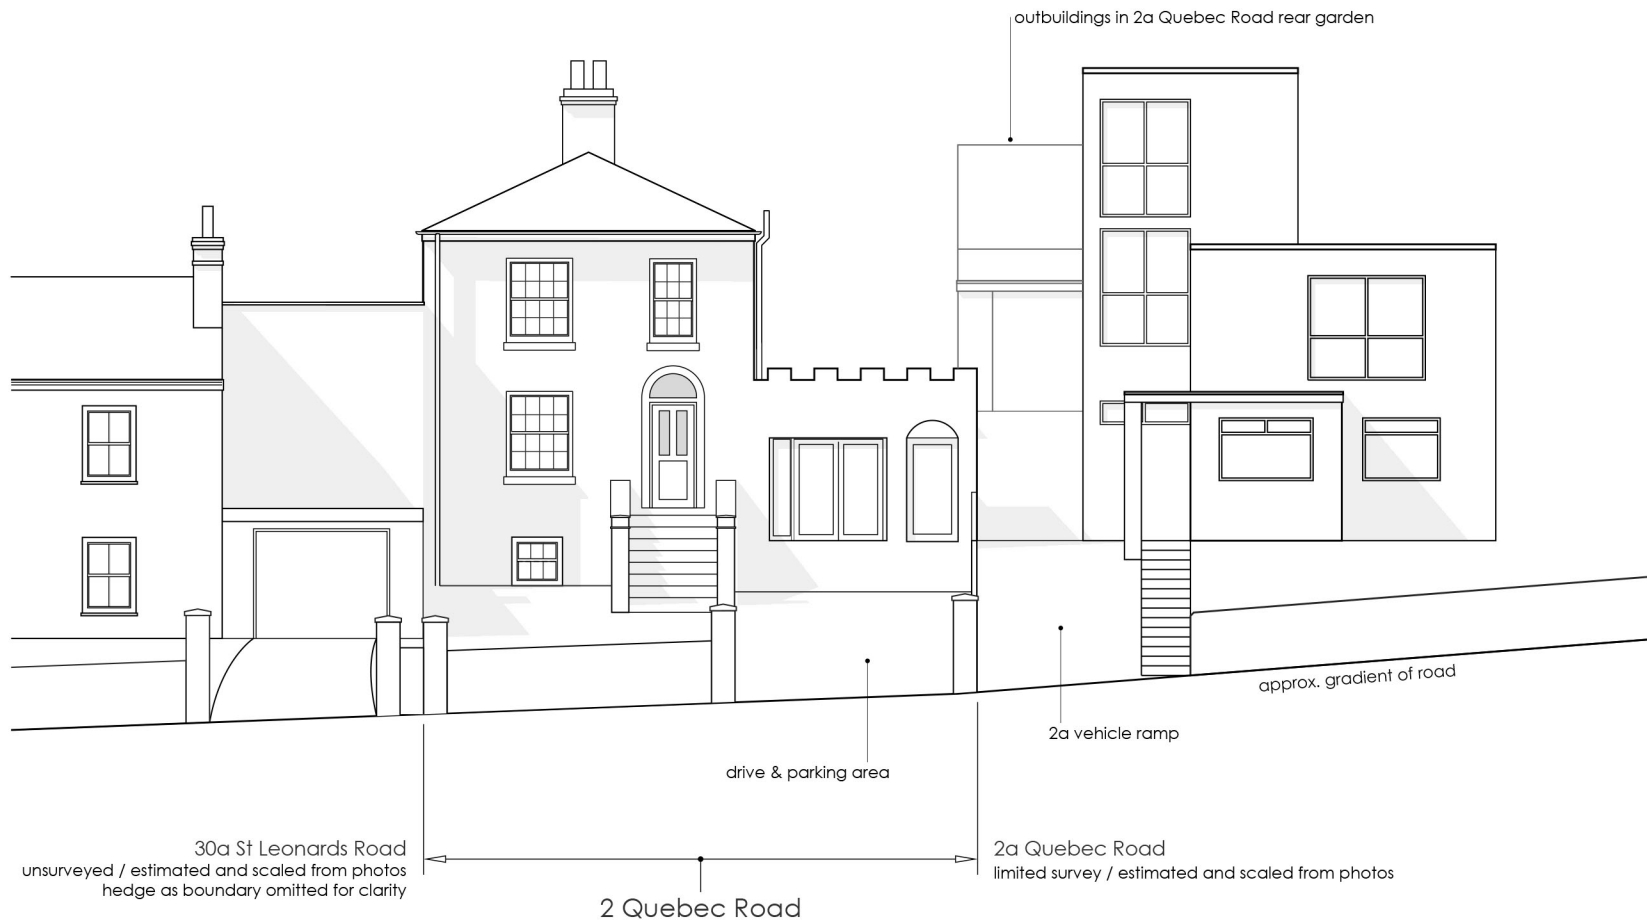 outbuildings in 2a Quebec Road rear garden
approx. gradient of road
2a vehicle ramp
drive & parking area
30a St Leonards Road
unsurveyed / estimated and scaled from photos
hedge as boundary omitted for clarity
2a Quebec Road
limited survey / estimated and scaled from photos
2 Quebec Road